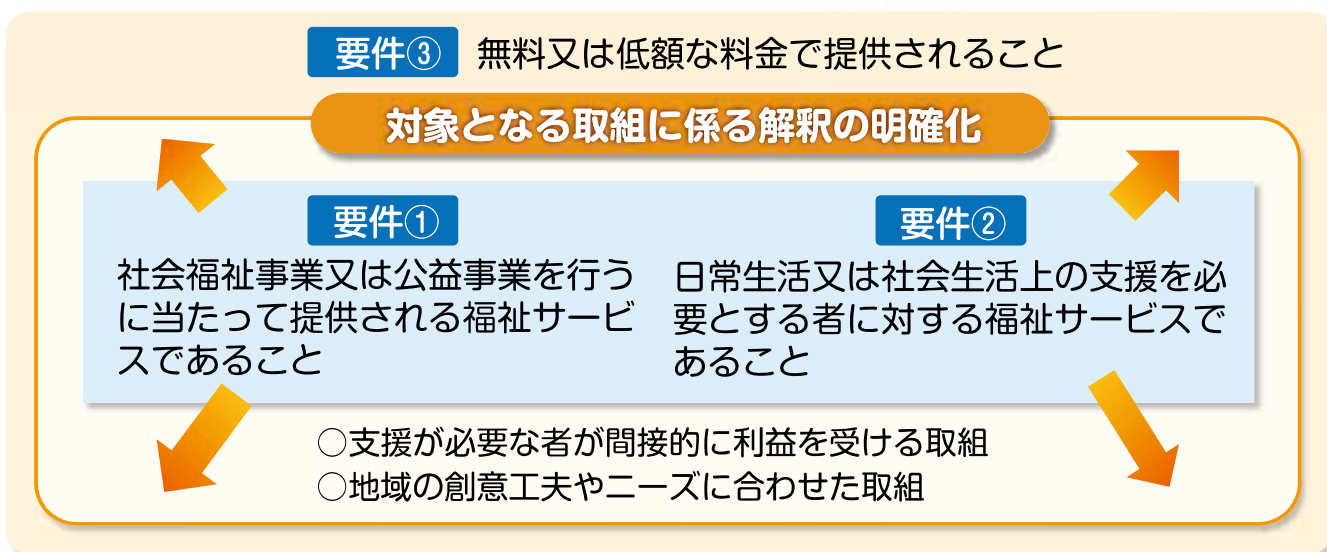 要件③ 無料又は低額な料金で提供されること
対象となる取組に係る解釈の明確化
要件①
社会福祉事業又は公益事業を行う
に当たって提供される福祉サービ
スであること
要件②
日常生活又は社会生活上の支援を必
要とする者に対する福祉サービスで
あること
○支援が必要な者が間接的に利益を受ける取組
○地域の創意工夫やニーズに合わせた取組